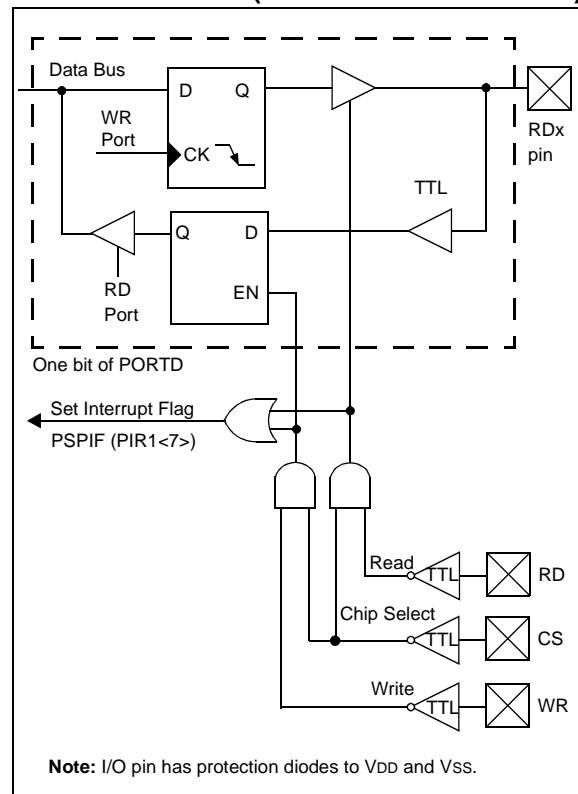 Data Bus
D Q
WR
Port
CK
RDx
pin
TTL
Q D
EN
RD
Port
One bit of PORTD
Set Interrupt Flag
PSPIF (PIR1<7>)
Read
TTL
RD
Chip Select
TTL
CS
Write
TTL
WR
Note: I/O pin has protection diodes to VDD and VSS.